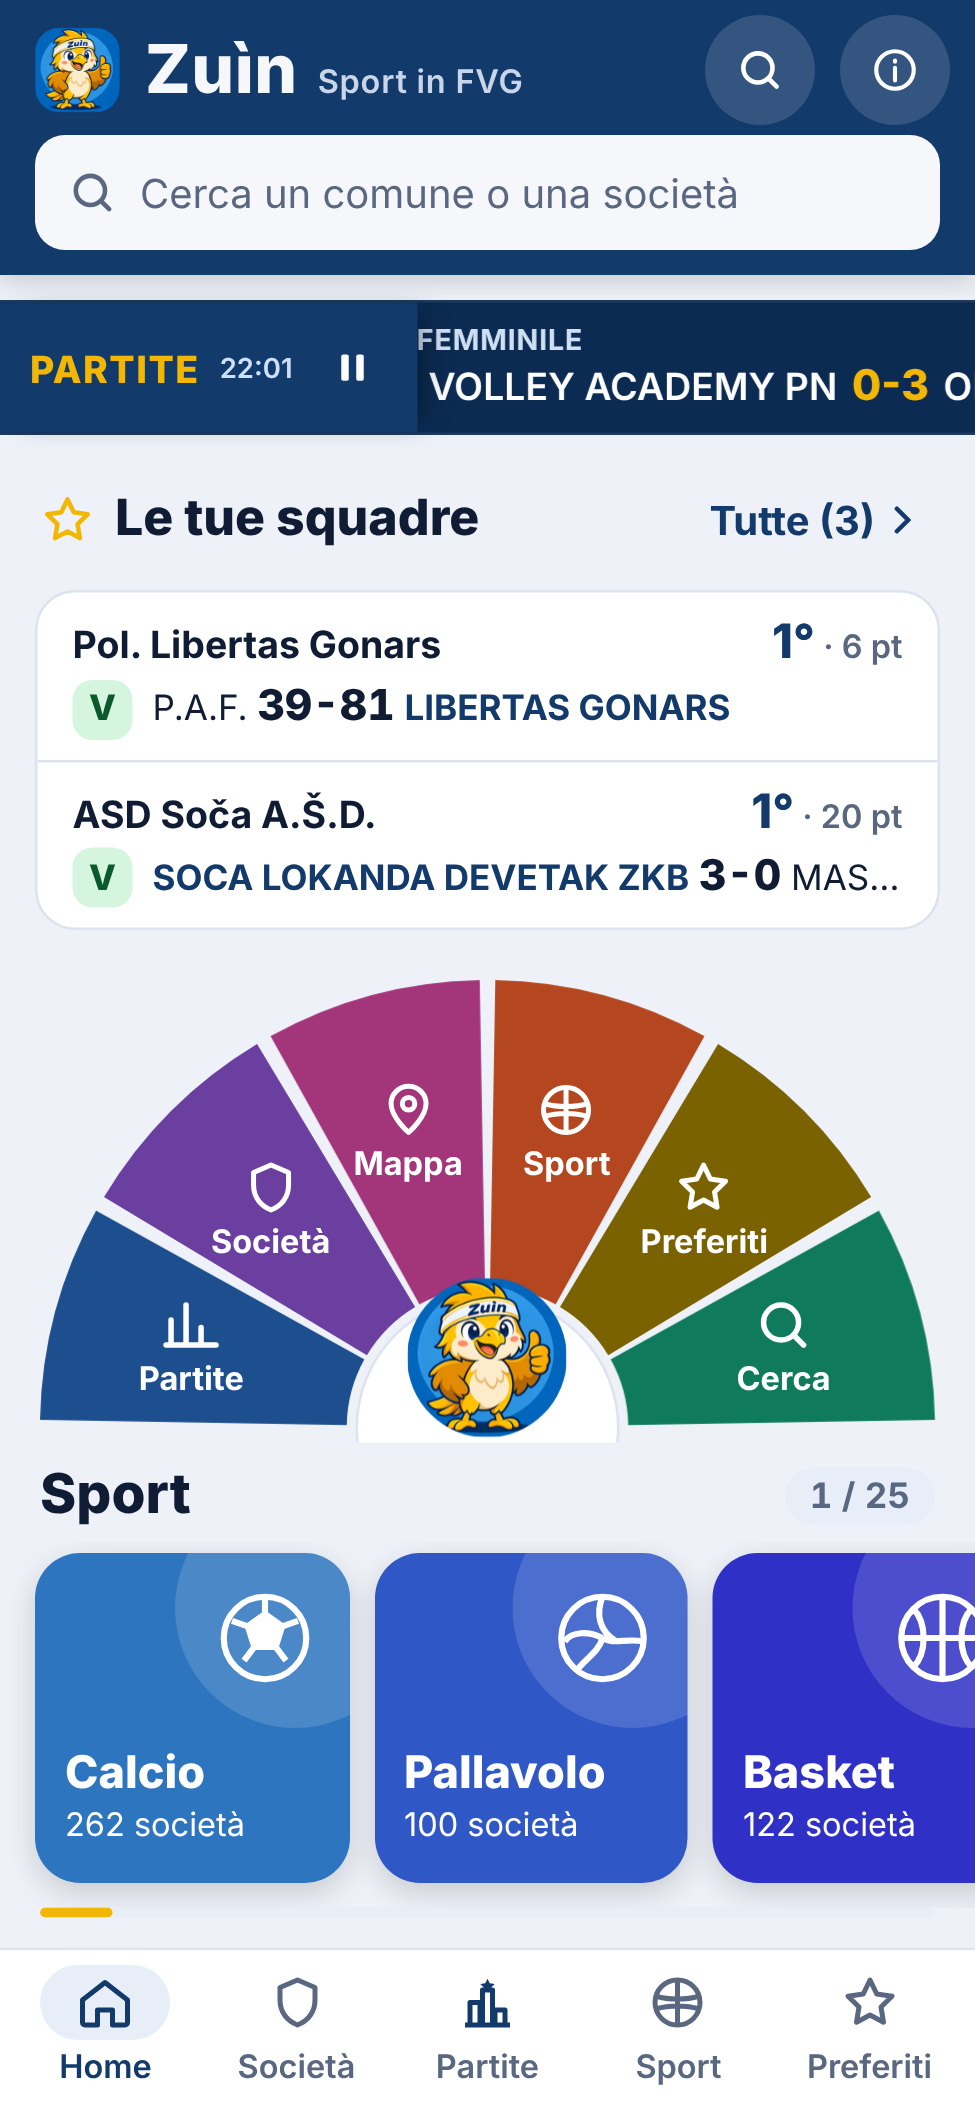 Zuìn Sport in FVG
Cerca un comune o una società
PARTITE 22:01
FEMMINILE
VOLLEY ACADEMY PN 0-3 O
Le tue squadre
Tutte (3)
Pol. Libertas Gonars
1° · 6 pt
V P.A.F. 39-81 LIBERTAS GONARS
ASD Soča A.Š.D.
1° · 20 pt
V SOCA LOKANDA DEVETAK ZKB 3-0 MAS...
Mappa
Sport
Società
Preferiti
Partite
Cerca
Zuìn
Sport
1 / 25
Calcio
262 società
Pallavolo
100 società
Basket
122 società
Home
Società
Partite
Sport
Preferiti